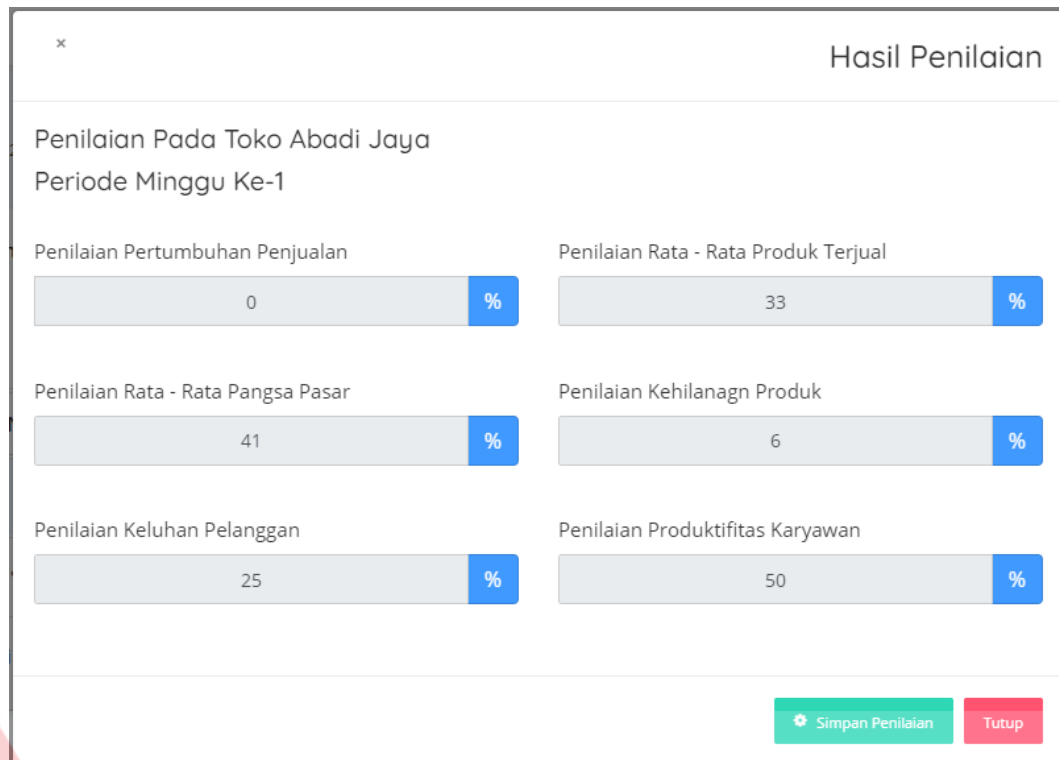 ×
Hasil Penilaian
Penilaian Pada Toko Abadi Jaya
Periode Minggu Ke-1
Penilaian Pertumbuhan Penjualan
Penilaian Rata - Rata Produk Terjual
0 %
33 %
Penilaian Rata - Rata Pangsa Pasar
Penilaian Kehilanagn Produk
41 %
6 %
Penilaian Keluhan Pelanggan
Penilaian Produktifitas Karyawan
25 %
50 %
Simpan Penilaian
Tutup